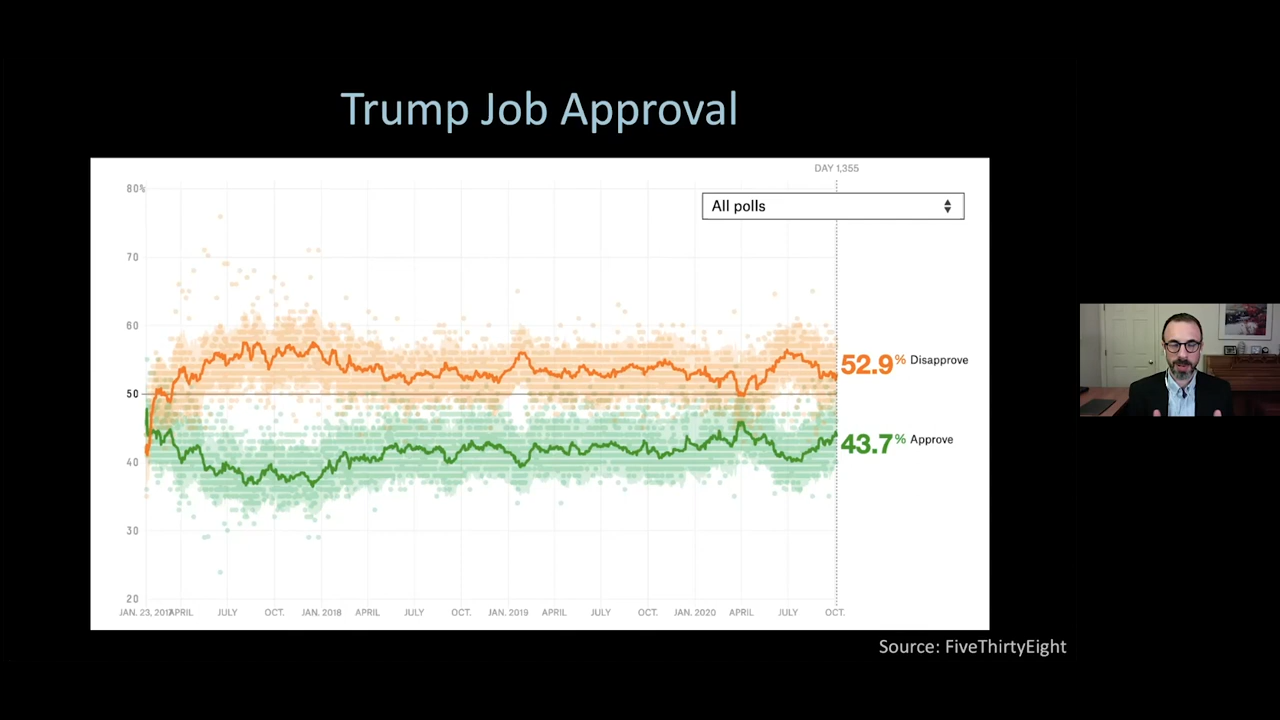 Trump Job Approval
DAY 1,355
80%
All polls
70
60
52.9% Disapprove
50
43.7% Approve
40
30
20
JAN. 23, 2017 APRIL JULY OCT. JAN. 2018 APRIL JULY OCT. JAN. 2019 APRIL JULY OCT. JAN. 2020 APRIL JULY OCT.
Source: FiveThirtyEight